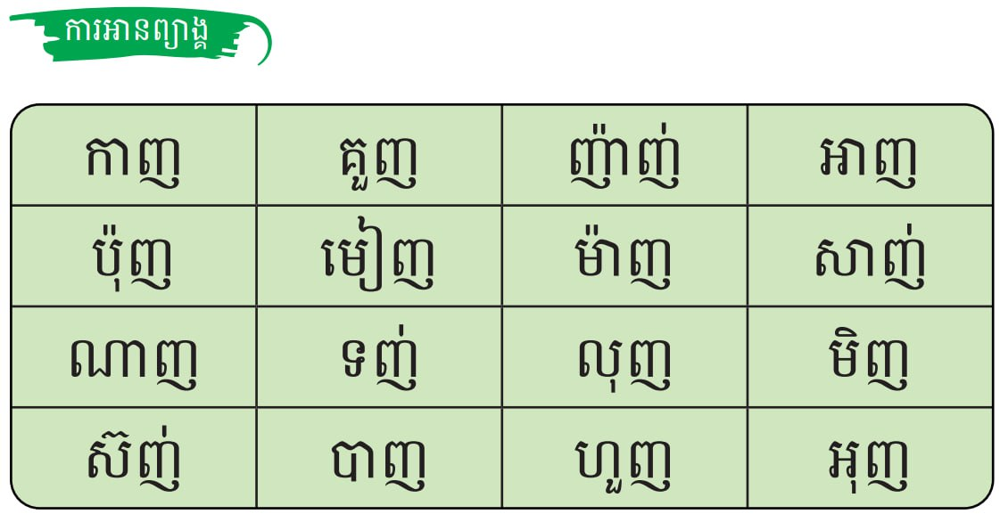 ការអានព្យាង្គ
កាញ គួញ ញ៉ាញ់ អាញ
ប៉ុញ មៀញ ម៉ាញ សាញ់
ណាញ ទញ់ លុញ មិញ
ស៊ញ់ បាញ ហួញ អុញ